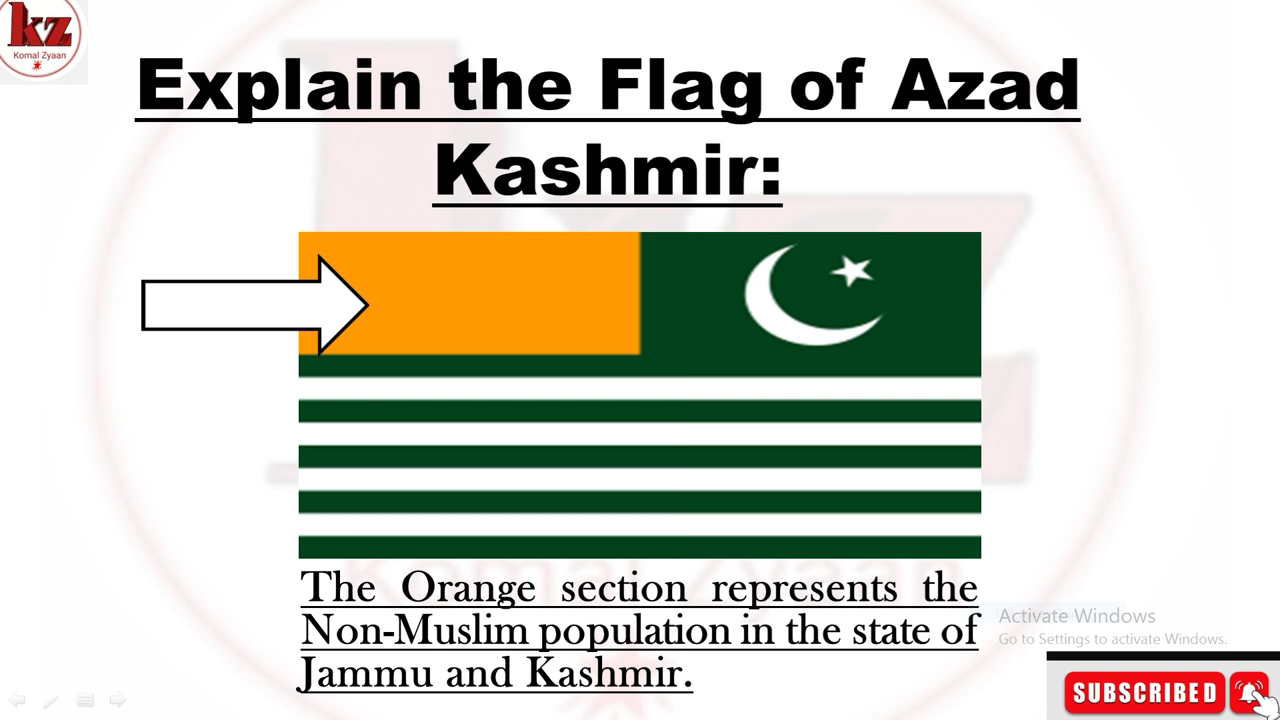 kz
Komal Zyaan
Explain the Flag of Azad
Kashmir:
The Orange section represents the
Non-Muslim population in the state of
Jammu and Kashmir.
Activate Windows
Go to Settings to activate Windows.
SUBSCRIBED